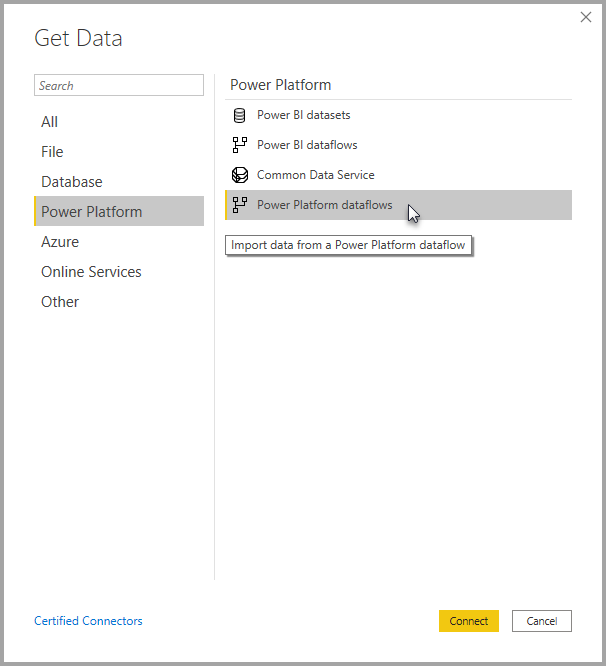 Get Data
Search
All
File
Database
Power Platform
Azure
Online Services
Other
Power Platform
Power BI datasets
Power BI dataflows
Common Data Service
Power Platform dataflows
Import data from a Power Platform dataflow
Certified Connectors
Connect
Cancel